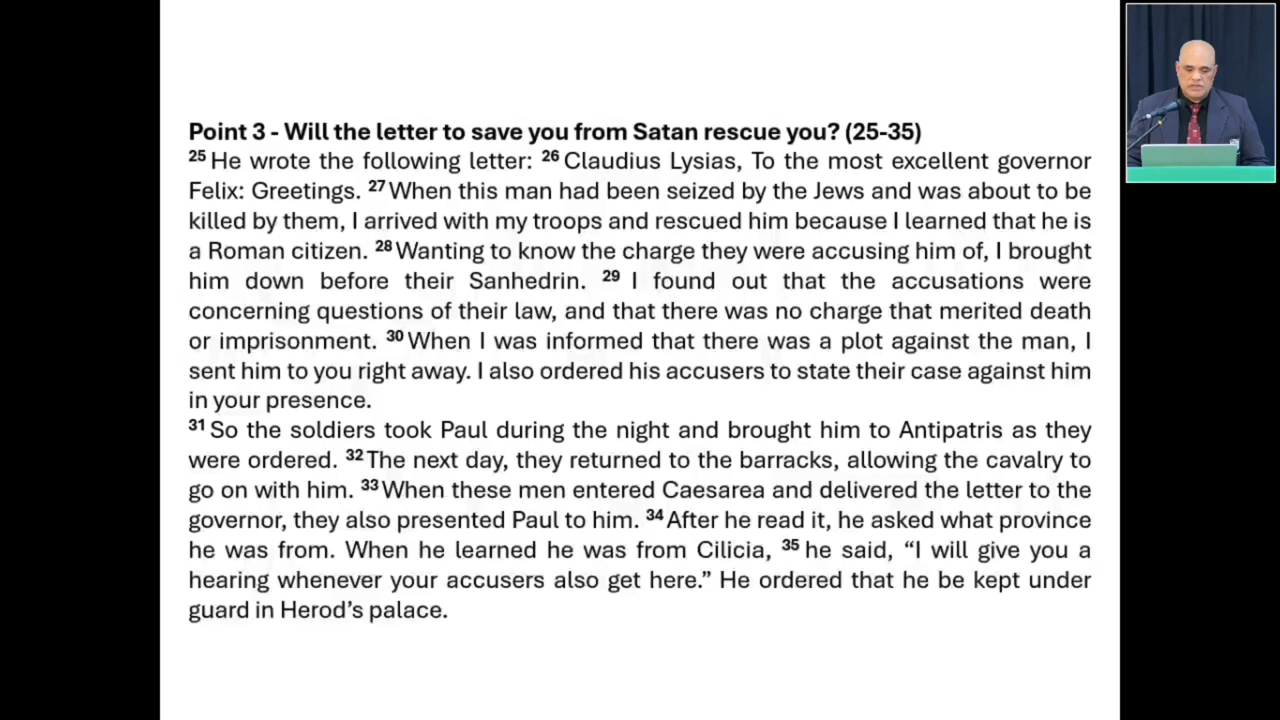 Point 3 - Will the letter to save you from Satan rescue you? (25-35)
25 He wrote the following letter: 26 Claudius Lysias, To the most excellent governor
Felix: Greetings. 27 When this man had been seized by the Jews and was about to be
killed by them, I arrived with my troops and rescued him because I learned that he is
a Roman citizen. 28 Wanting to know the charge they were accusing him of, I brought
him down before their Sanhedrin. 29 I found out that the accusations were
concerning questions of their law, and that there was no charge that merited death
or imprisonment. 30 When I was informed that there was a plot against the man, I
sent him to you right away. I also ordered his accusers to state their case against him
in your presence.
31 So the soldiers took Paul during the night and brought him to Antipatris as they
were ordered. 32 The next day, they returned to the barracks, allowing the cavalry to
go on with him. 33 When these men entered Caesarea and delivered the letter to the
governor, they also presented Paul to him. 34 After he read it, he asked what province
he was from. When he learned he was from Cilicia, 35 he said, “I will give you a
hearing whenever your accusers also get here.” He ordered that he be kept under
guard in Herod’s palace.